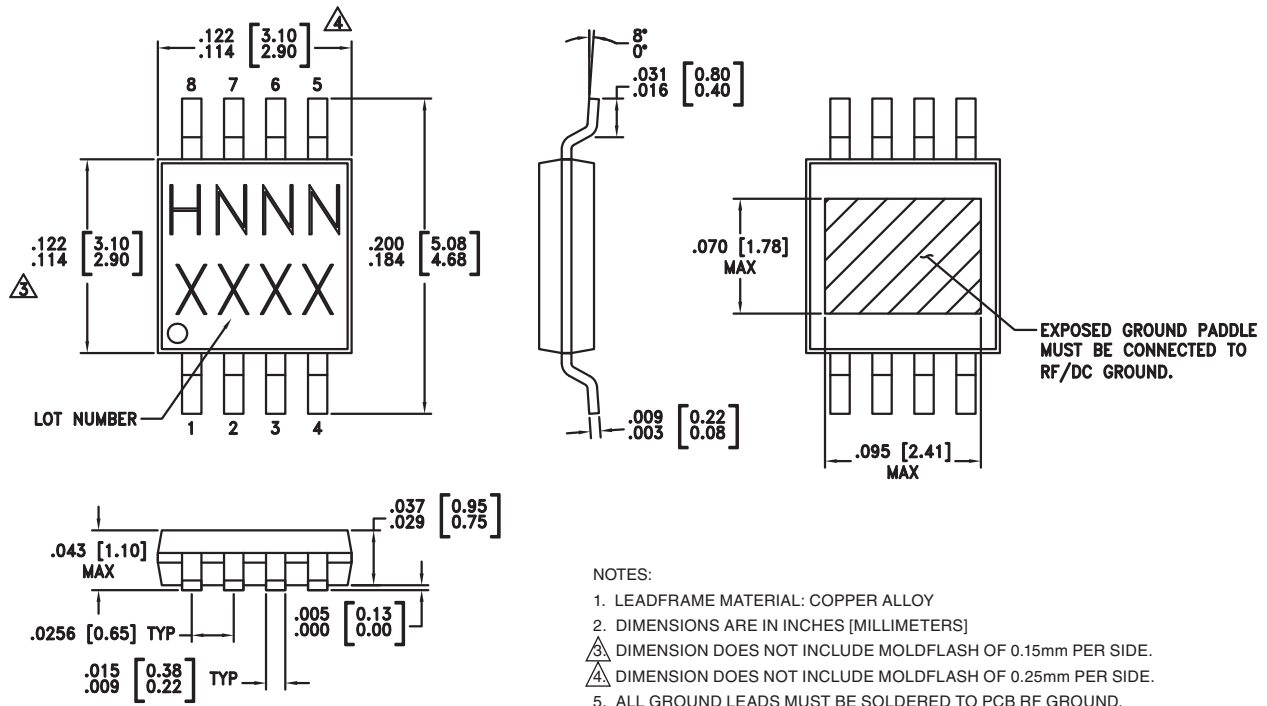 .122 [3.10]
.114 [2.90]
4
8 7 6 5
HNNN
XXXX
.122 [3.10]
.114 [2.90]
3
.200 [5.08]
.184 [4.68]
LOT NUMBER
1 2 3 4
8°
0°
.031 [0.80]
.016 [0.40]
.009 [0.22]
.003 [0.08]
.070 [1.78]
MAX
EXPOSED GROUND PADDLE
MUST BE CONNECTED TO
RF/DC GROUND.
.095 [2.41]
MAX
.037 [0.95]
.029 [0.75]
.043 [1.10]
MAX
.005 [0.13]
.000 [0.00]
.0256 [0.65] TYP
.015 [0.38]
.009 [0.22] TYP
NOTES:
1. LEADFRAME MATERIAL: COPPER ALLOY
2. DIMENSIONS ARE IN INCHES [MILLIMETERS]
3. DIMENSION DOES NOT INCLUDE MOLDFLASH OF 0.15mm PER SIDE.
4. DIMENSION DOES NOT INCLUDE MOLDFLASH OF 0.25mm PER SIDE.
5. ALL GROUND LEADS MUST BE SOLDERED TO PCB RF GROUND.